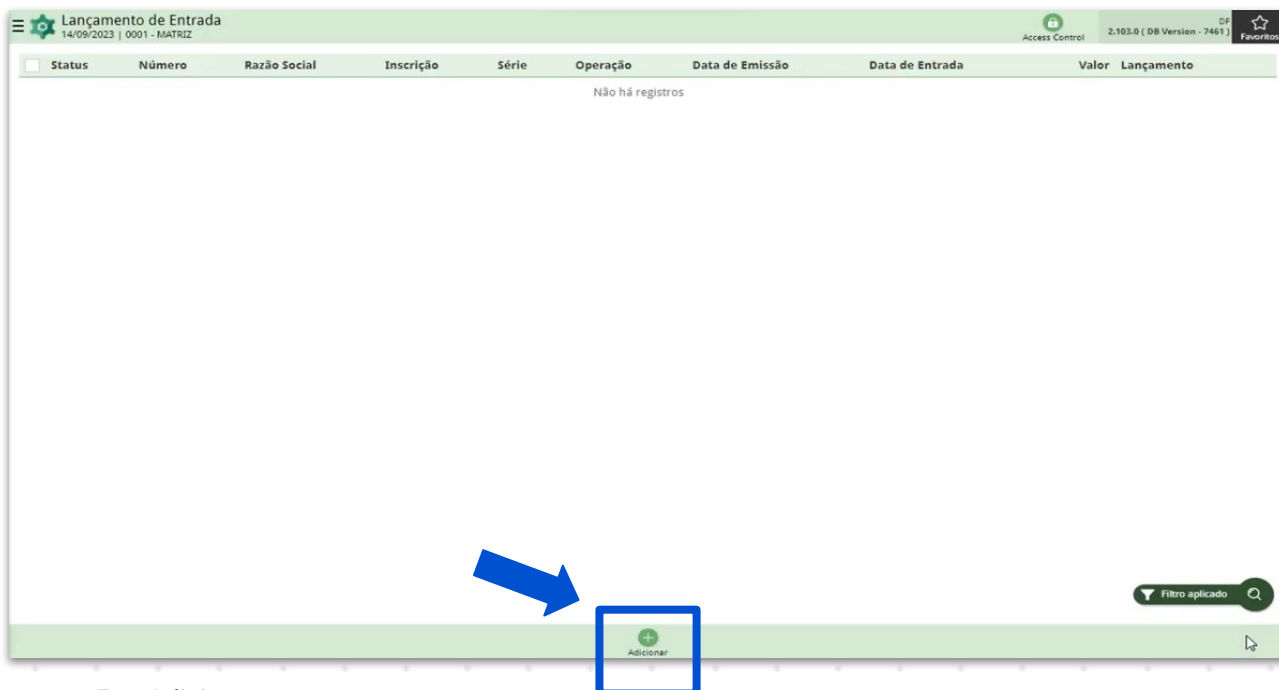 Lançamento de Entrada
14/09/2023 | 0001 - MATRIZ
Access Control
DF
2.103.0 ( DB Version - 7461 )
Favoritos
Status Número Razão Social Inscrição Série Operação Data de Emissão Data de Entrada Valor Lançamento
Não há registros
Filtro aplicado
Adicionar